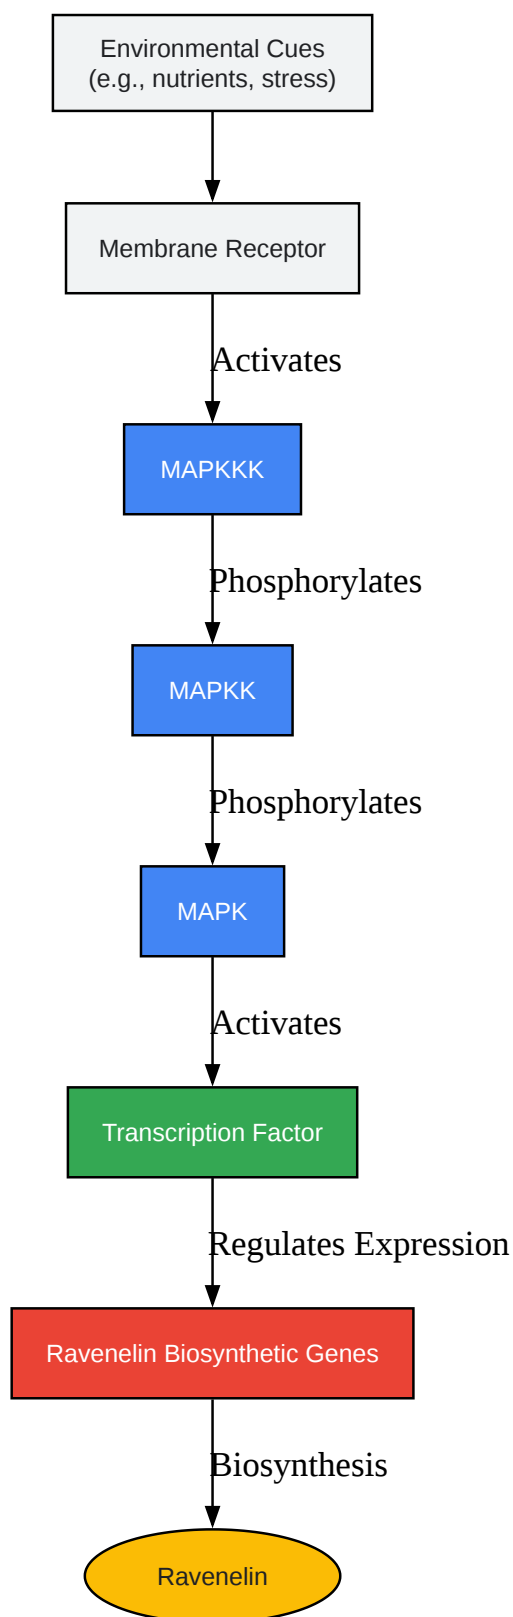 Environmental Cues
(e.g., nutrients, stress)
Membrane Receptor
Activates
MAPKKK
Phosphorylates
MAPKK
Phosphorylates
MAPK
Activates
Transcription Factor
Regulates Expression
Ravenelin Biosynthetic Genes
Biosynthesis
Ravenelin